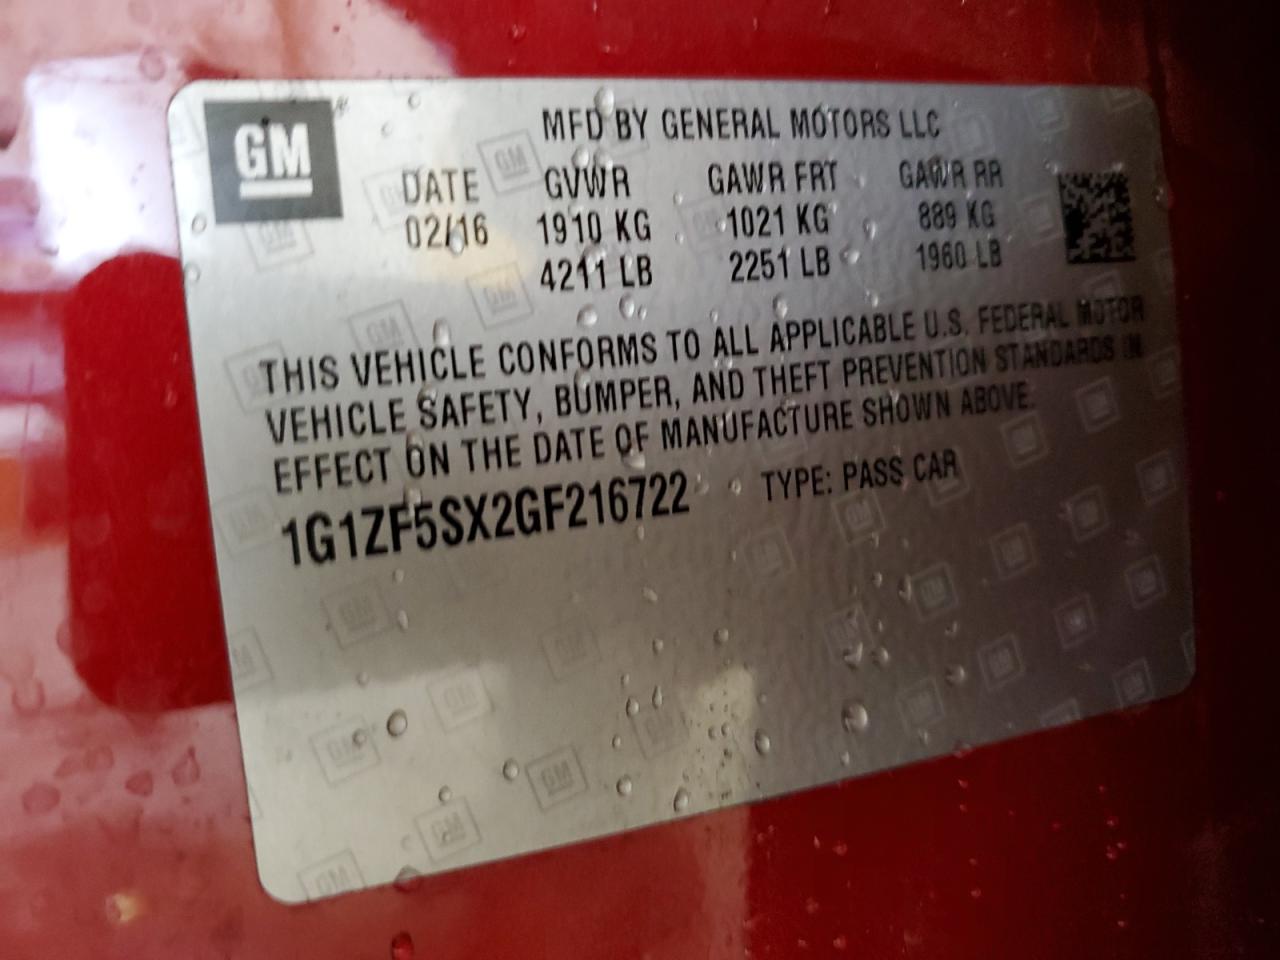 GM
MFD BY GENERAL MOTORS LLC
DATE GVWR GAWR FRT GAWR RR
02/16 1910 KG 1021 KG 889 KG
4211 LB 2251 LB 1960 LB
THIS VEHICLE CONFORMS TO ALL APPLICABLE U.S. FEDERAL MOTOR
VEHICLE SAFETY, BUMPER, AND THEFT PREVENTION STANDARDS IN
EFFECT ON THE DATE OF MANUFACTURE SHOWN ABOVE.
1G1ZF5SX2GF216722 TYPE: PASS CAR